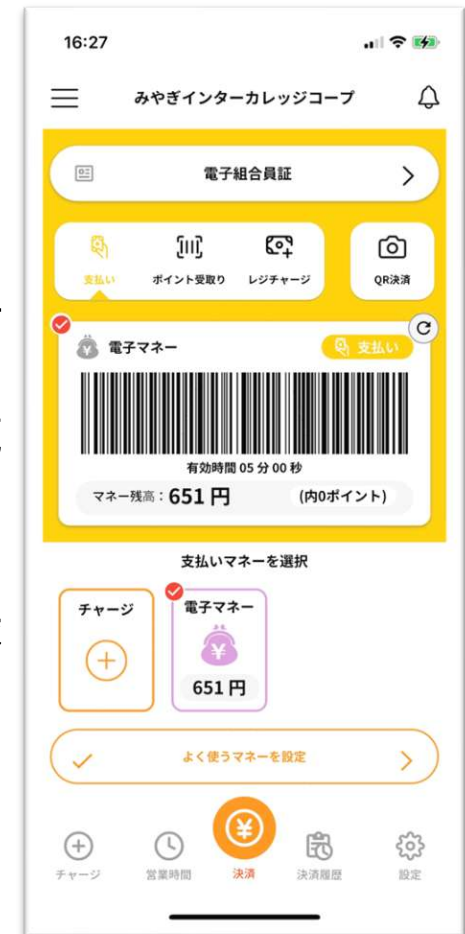 16:27
みやぎインターカレッジコープ
電子組合員証
支払い
ポイント受取り
レジチャージ
QR決済
電子マネー
支払い
有効時間 05 分 00 秒
マネー残高：651 円 (内0ポイント)
支払いマネーを選択
チャージ
電子マネー
651 円
よく使うマネーを設定
チャージ
営業時間
決済
決済履歴
設定